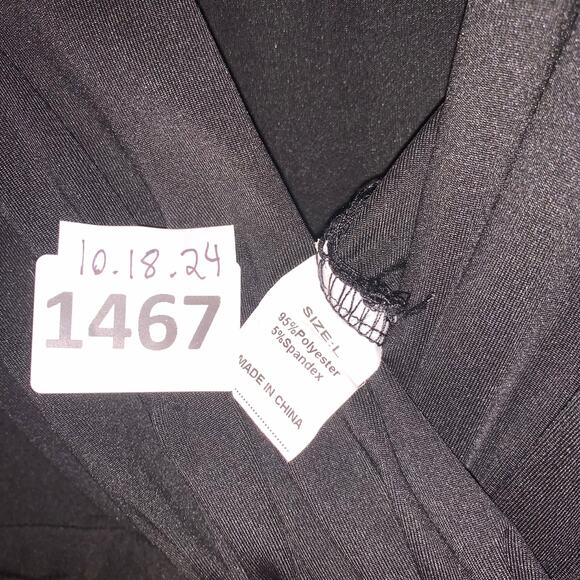 10.18.24
1467
SIZE:L
95%Polyester
5%Spandex
MADE IN CHINA